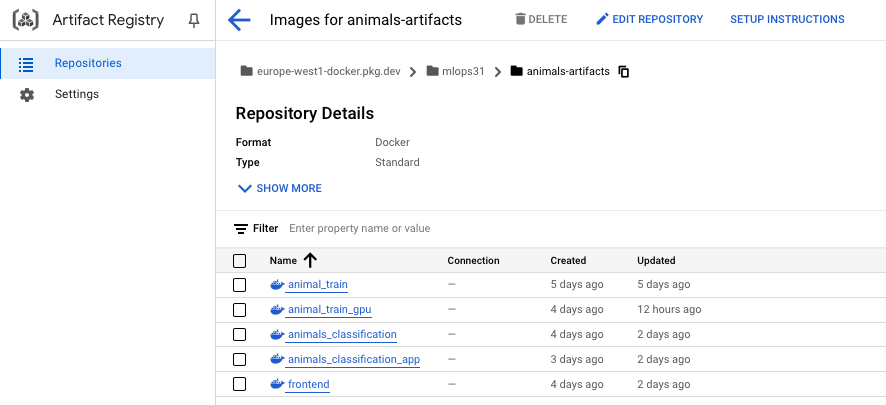 Artifact Registry
Images for animals-artifacts
DELETE
EDIT REPOSITORY
SETUP INSTRUCTIONS
Repositories
Settings
europe-west1-docker.pkg.dev mlops31 animals-artifacts
Repository Details
Format Docker
Type Standard
SHOW MORE
Filter Enter property name or value
Name Connection Created Updated
animal_train — 5 days ago 5 days ago
animal_train_gpu — 4 days ago 12 hours ago
animals_classification — 4 days ago 2 days ago
animals_classification_app — 3 days ago 2 days ago
frontend — 4 days ago 2 days ago